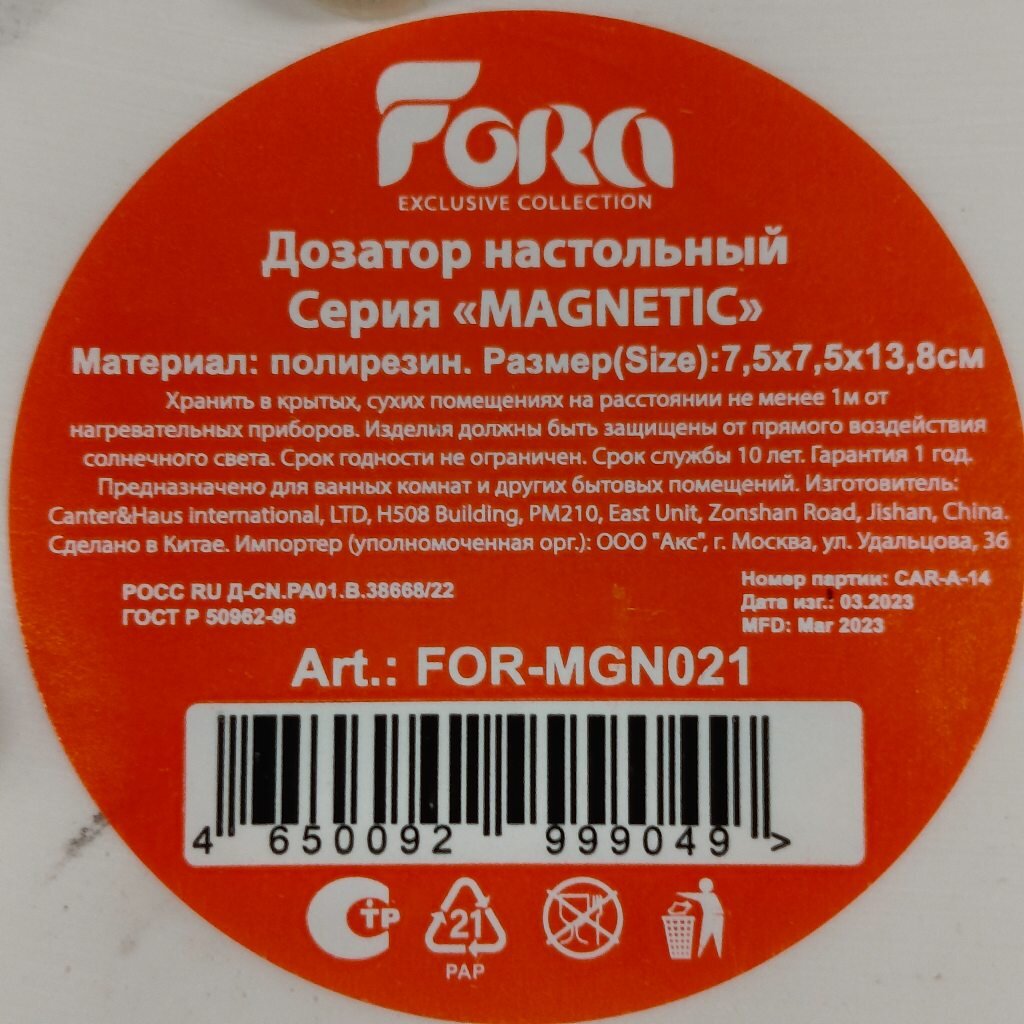 FORA
EXCLUSIVE COLLECTION
Дозатор настольный
Серия «MAGNETIC»
Материал: полирезин. Размер(Size):7,5x7,5x13,8см
Хранить в крытых, сухих помещениях на расстоянии не менее 1м от
нагревательных приборов. Изделия должны быть защищены от прямого воздействия
солнечного света. Срок годности не ограничен. Срок службы 10 лет. Гарантия 1 год.
Предназначено для ванных комнат и других бытовых помещений. Изготовитель:
Canter&Haus international, LTD, H508 Building, PM210, East Unit, Zonshan Road, Jishan, China.
Сделано в Китае. Импортер (уполномоченная орг.): ООО "Акс", г. Москва, ул. Удальцова, 36
РОСС RU Д-CN.РА01.В.38668/22
ГОСТ Р 50962-96
Номер партии: CAR-A-14
Дата изг.: 03.2023
MFD: Mar 2023
Art.: FOR-MGN021
4 650092 999049 >
СТР
21
PAP